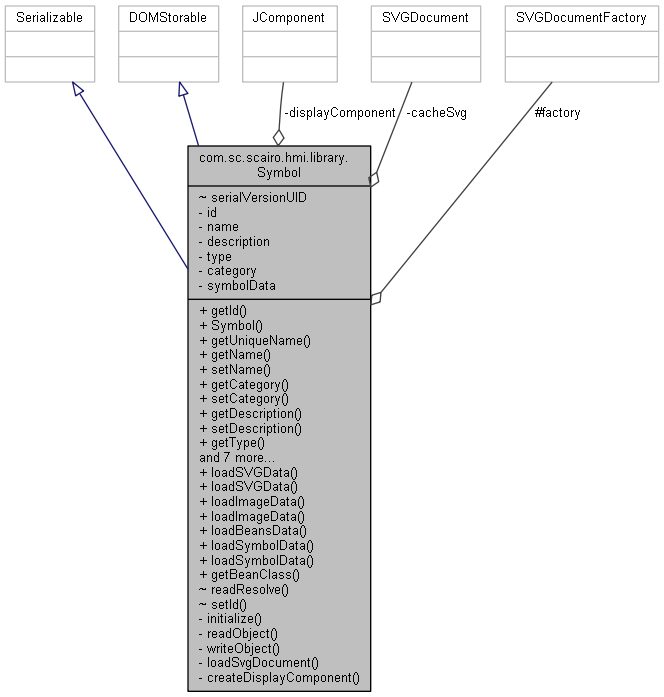 Serializable
DOMStorable
JComponent
SVGDocument
SVGDocumentFactory
-displayComponent
-cacheSvg
#factory
com.sc.scairo.hmi.library.
Symbol
~ serialVersionUID
- id
- name
- description
- type
- category
- symbolData
+ getId()
+ Symbol()
+ getUniqueName()
+ getName()
+ setName()
+ getCategory()
+ setCategory()
+ getDescription()
+ setDescription()
+ getType()
and 7 more...
+ loadSVGData()
+ loadSVGData()
+ loadImageData()
+ loadImageData()
+ loadBeansData()
+ loadSymbolData()
+ loadSymbolData()
+ getBeanClass()
~ readResolve()
~ setId()
- initialize()
- readObject()
- writeObject()
- loadSvgDocument()
- createDisplayComponent()